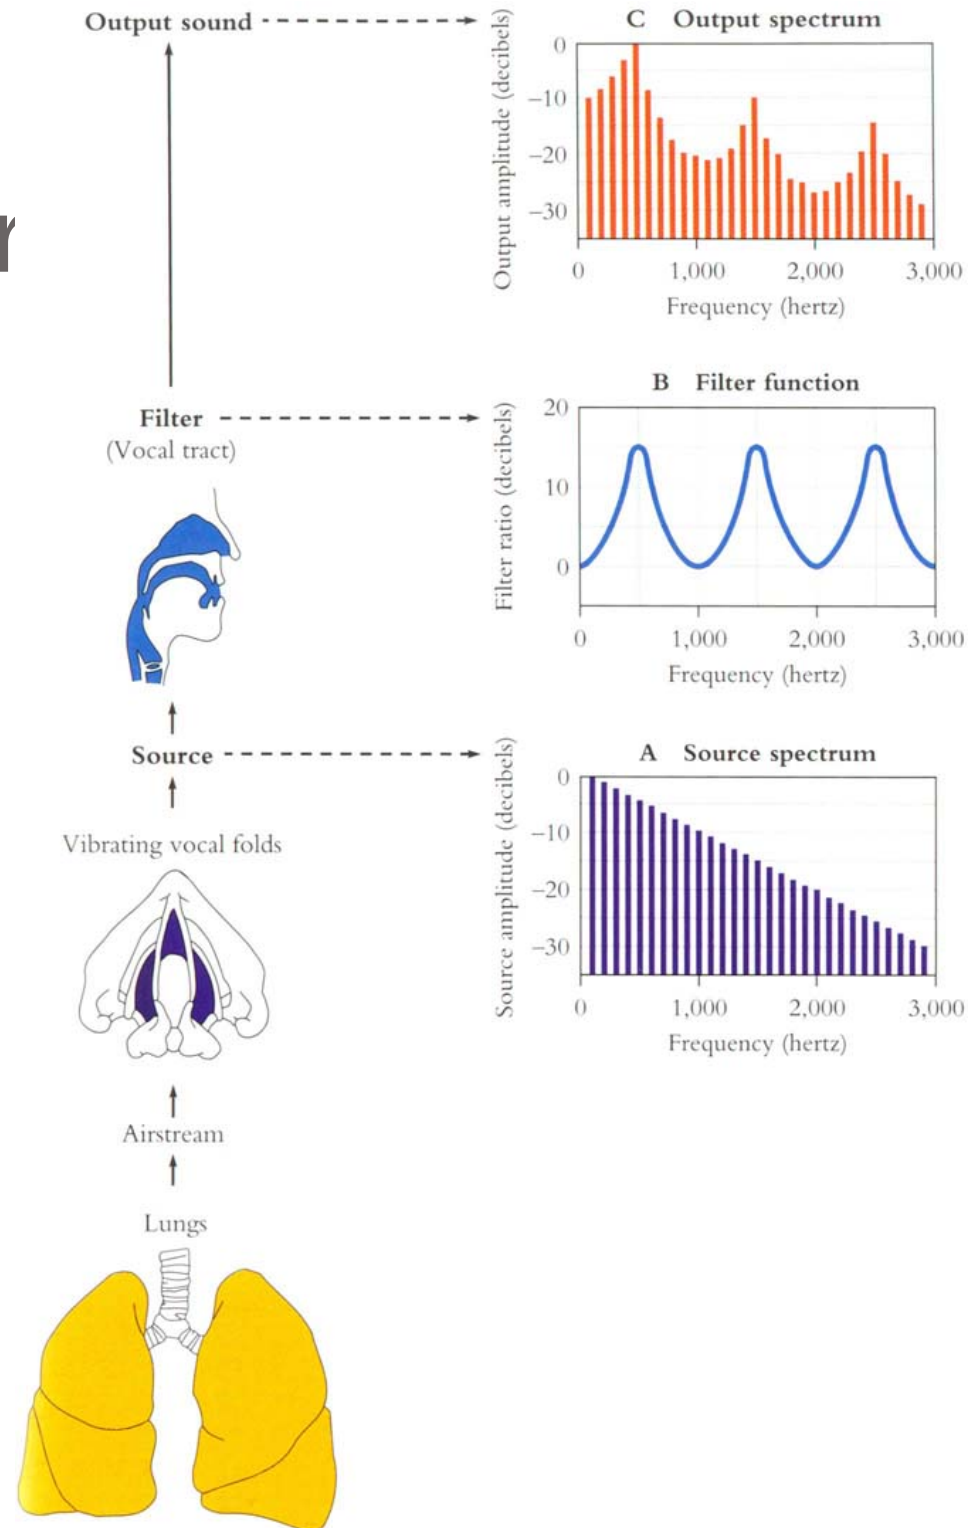 Output sound
C Output spectrum
Output amplitude (decibels)
0
−10
−20
−30
0 1,000 2,000 3,000
Frequency (hertz)
r
Filter
(Vocal tract)
B Filter function
Filter ratio (decibels)
20
10
0
0 1,000 2,000 3,000
Frequency (hertz)
Source
A Source spectrum
Source amplitude (decibels)
0
−10
−20
−30
0 1,000 2,000 3,000
Frequency (hertz)
Vibrating vocal folds
Airstream
Lungs